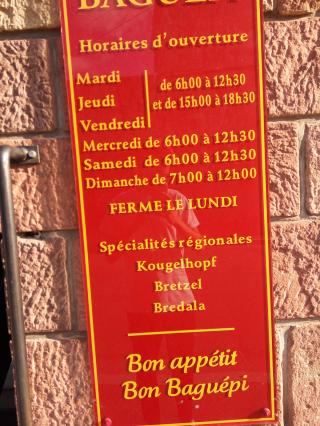 BAGUÉPI
Horaires d'ouverture
Mardi
Jeudi
Vendredi
de 6h00 à 12h30
et de 15h00 à 18h30
Mercredi de 6h00 à 12h30
Samedi de 6h00 à 12h30
Dimanche de 7h00 à 12h00
FERME LE LUNDI
Spécialités régionales
Kougelhopf
Bretzel
Bredala
Bon appétit
Bon Baguépi